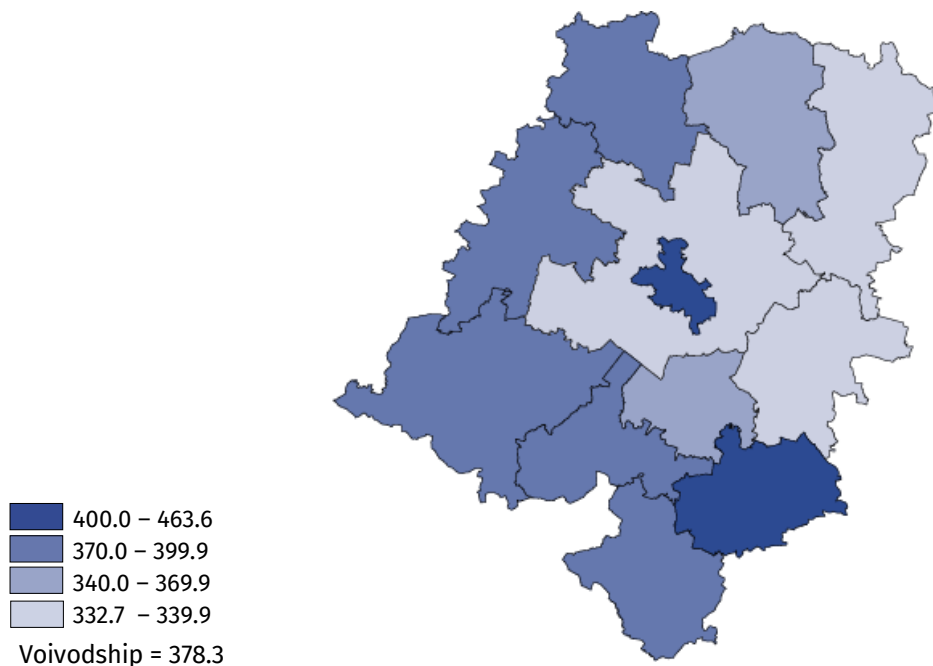 400.0 – 463.6
370.0 – 399.9
340.0 – 369.9
332.7 – 339.9
Voivodship = 378.3